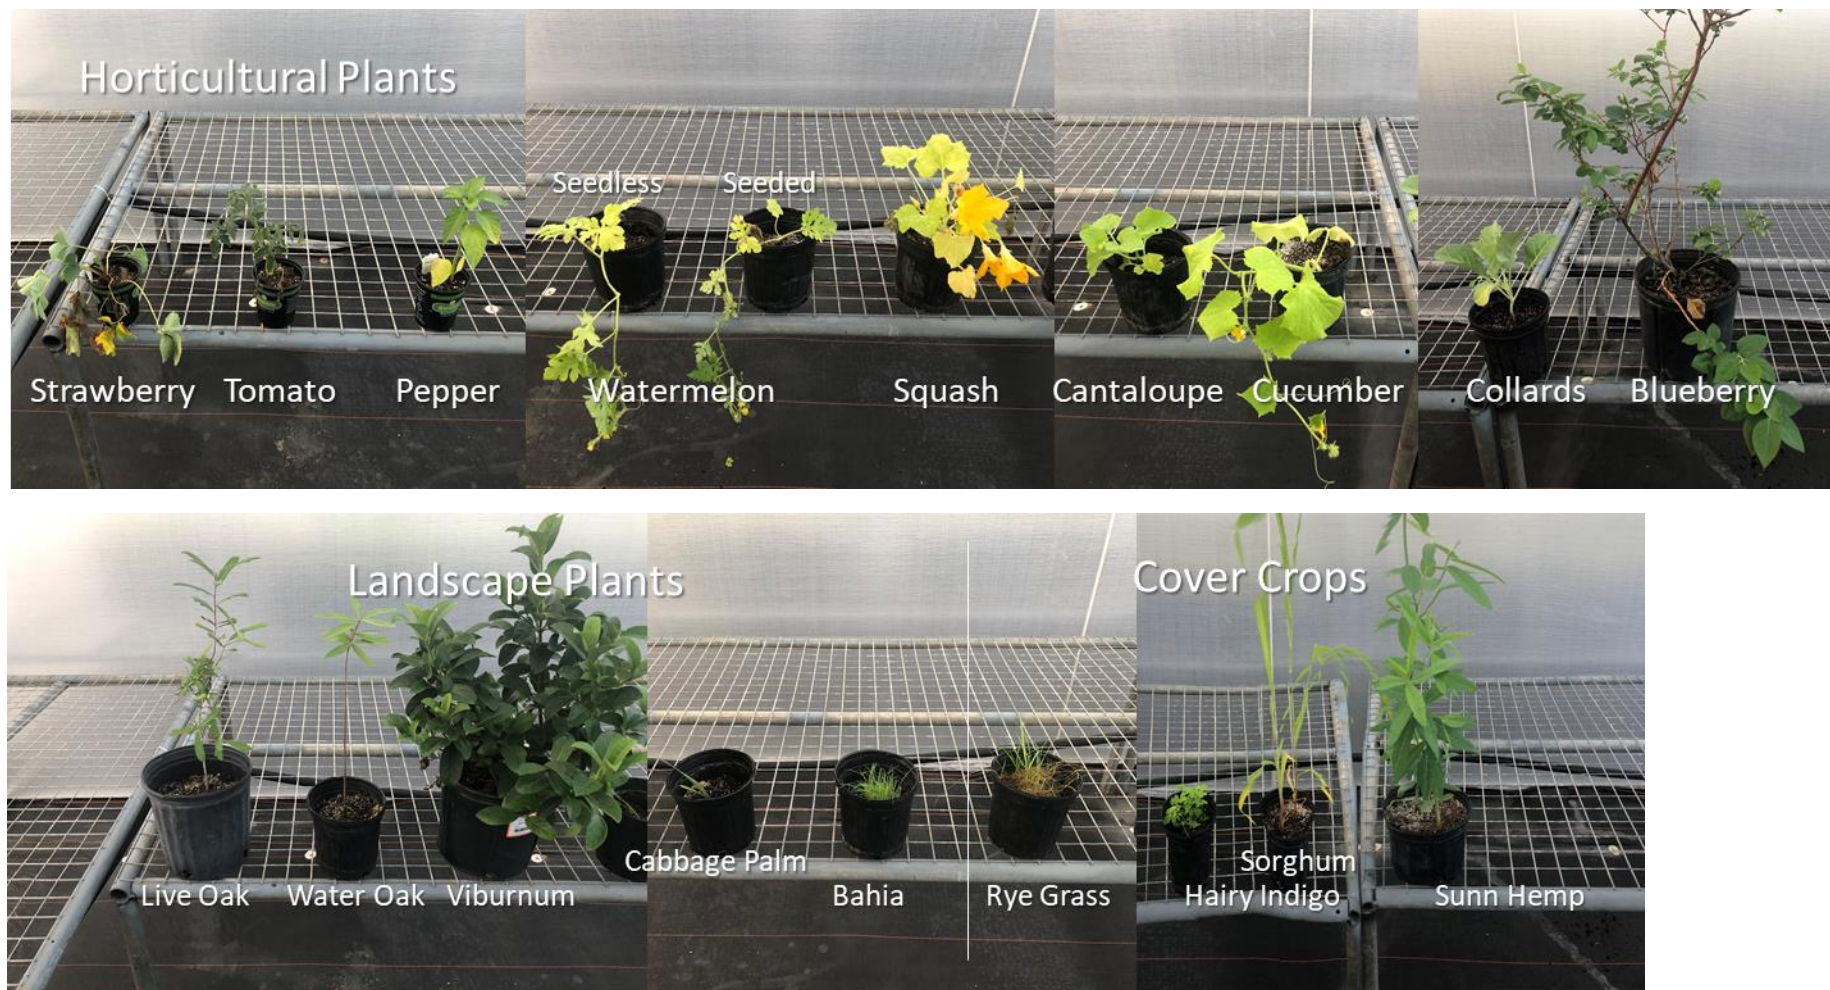 Horticultural Plants
Seedless
Seeded
Strawberry
Tomato
Pepper
Watermelon
Squash
Cantaloupe
Cucumber
Collards
Blueberry
Landscape Plants
Cover Crops
Cabbage Palm
Sorghum
Live Oak
Water Oak
Viburnum
Bahia
Rye Grass
Hairy Indigo
Sunn Hemp